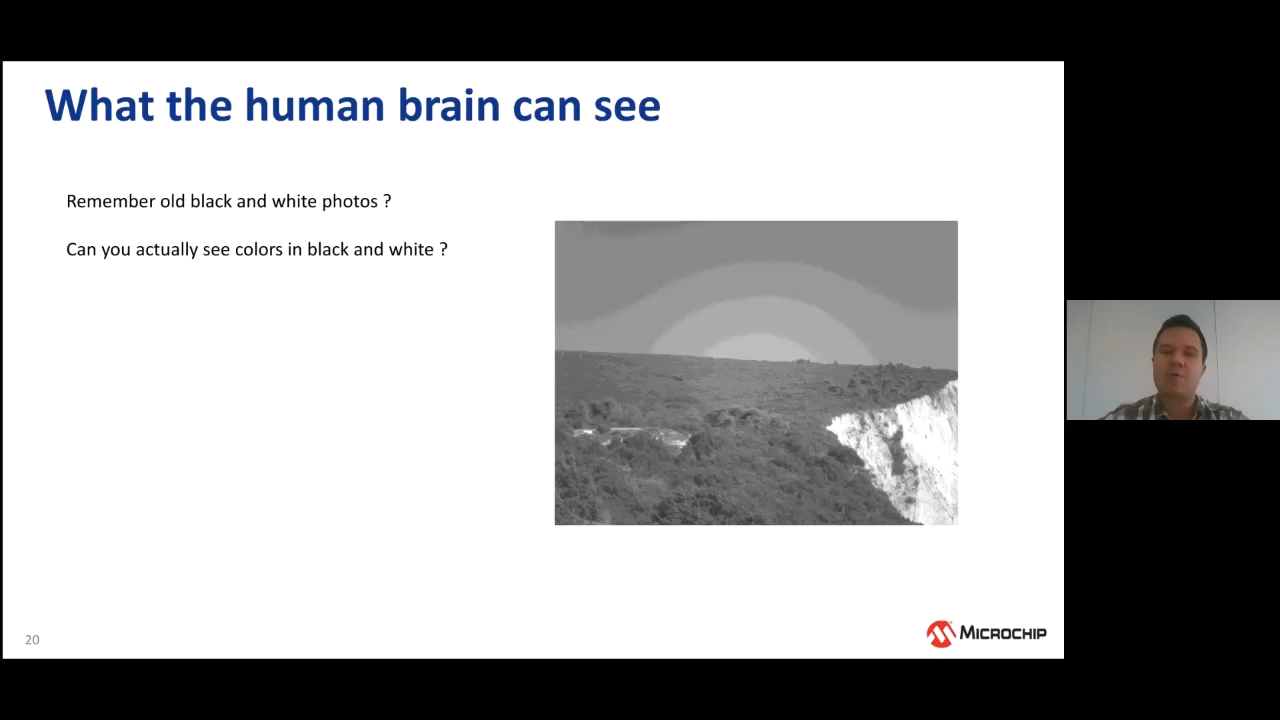 What the human brain can see
Remember old black and white photos ?
Can you actually see colors in black and white ?
20
MICROCHIP